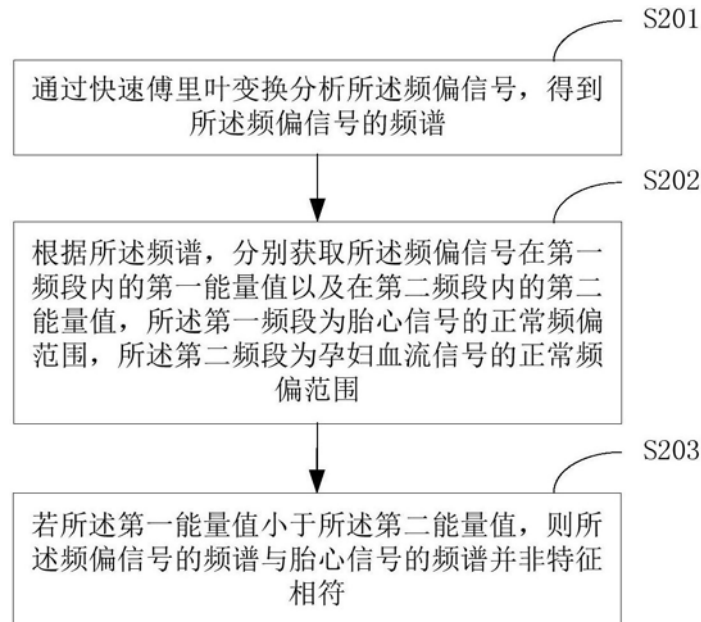 S201
通过快速傅里叶变换分析所述频偏信号，得到
所述频偏信号的频谱
S202
根据所述频谱，分别获取所述频偏信号在第一
频段内的第一能量值以及在第二频段内的第二
能量值，所述第一频段为胎心信号的正常频偏
范围，所述第二频段为孕妇血流信号的正常频
偏范围
S203
若所述第一能量值小于所述第二能量值，则所
述频偏信号的频谱与胎心信号的频谱并非特征
相符